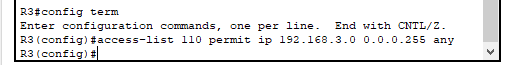 R3#config term
Enter configuration commands, one per line.  End with CNTL/Z.
R3(config)#access-list 110 permit ip 192.168.3.0 0.0.0.255 any
R3(config)#